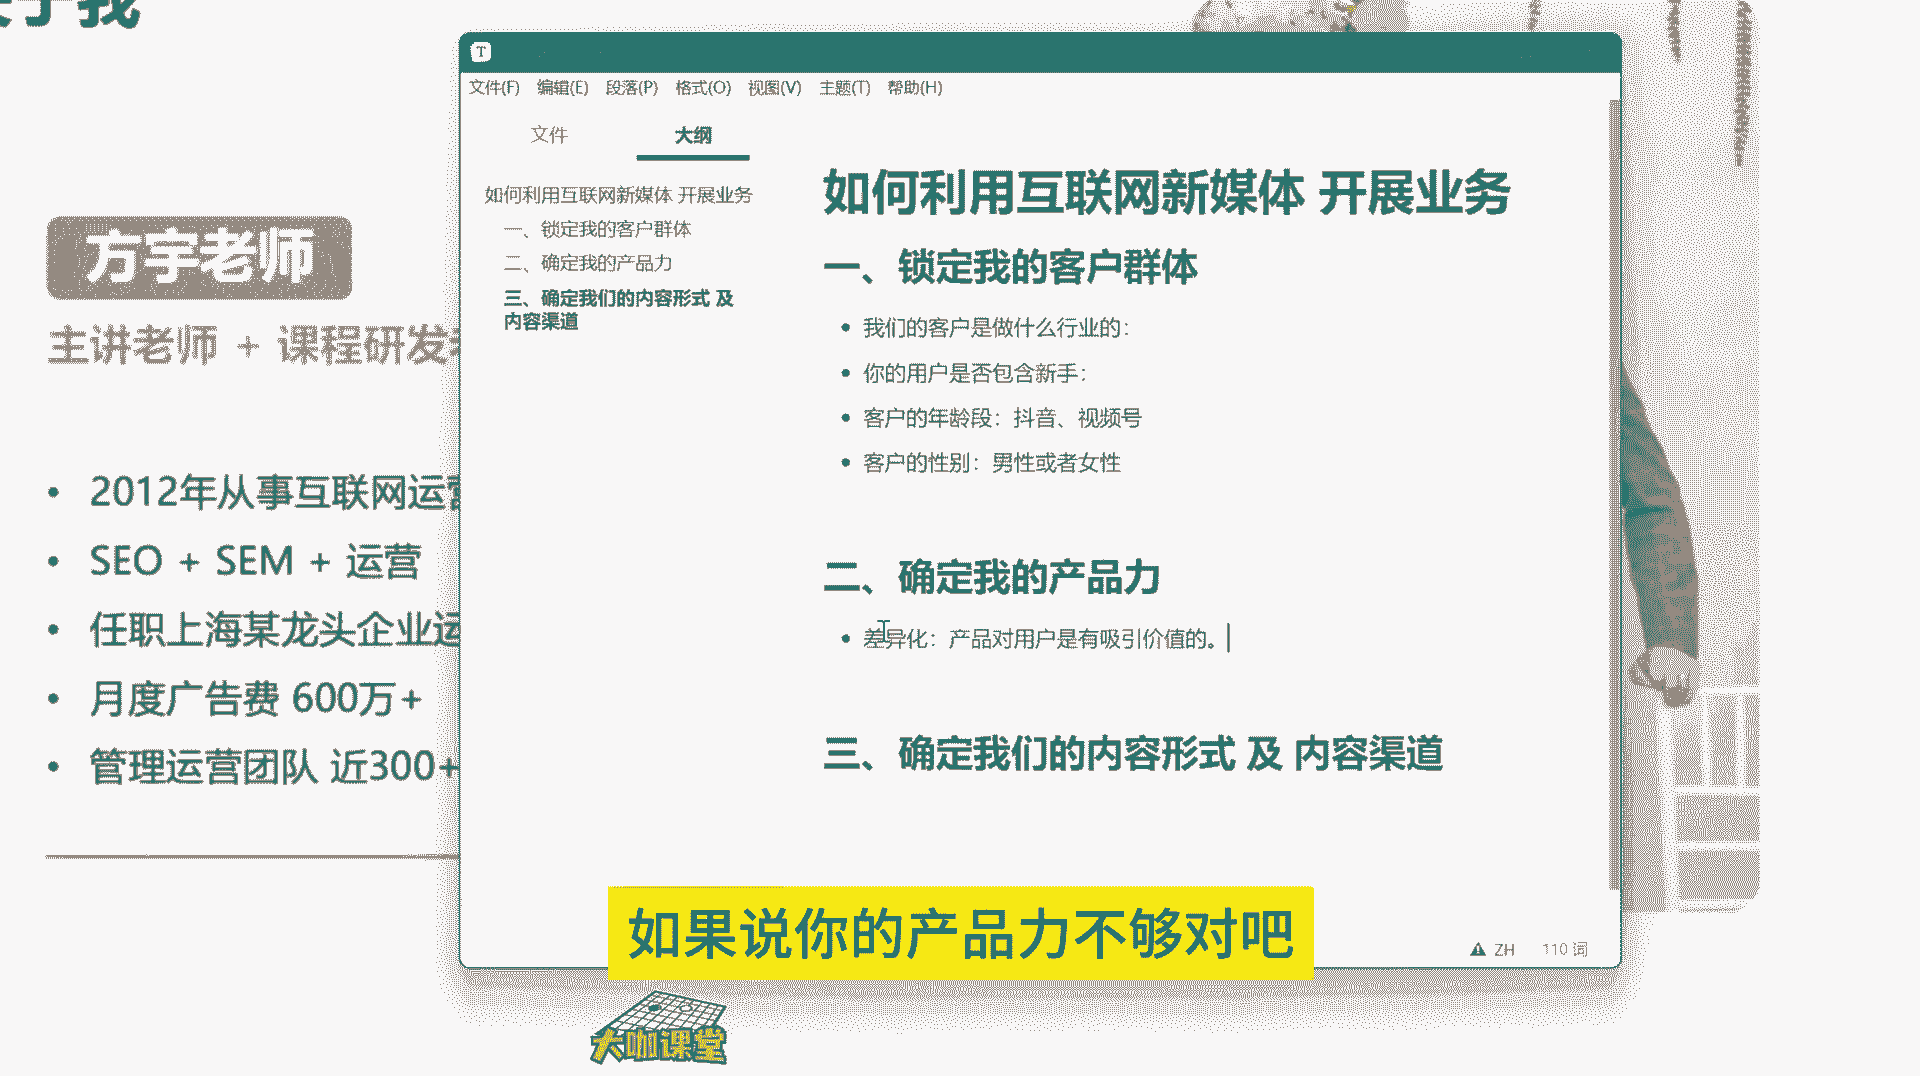 方宇老师
主讲老师 + 课程研发
• 2012年从事互联网运营
• SEO + SEM + 运营
• 任职上海某龙头企业运
• 月度广告费 600万+
• 管理运营团队 近300+
T
文件(F) 编辑(E) 段落(P) 格式(O) 视图(V) 主题(T) 帮助(H)
文件 大纲
如何利用互联网新媒体 开展业务
一、锁定我的客户群体
二、确定我的产品力
三、确定我们的内容形式 及
内容渠道
如何利用互联网新媒体 开展业务
一、锁定我的客户群体
• 我们的客户是做什么行业的：
• 你的用户是否包含新手：
• 客户的年龄段：抖音、视频号
• 客户的性别：男性或者女性
二、确定我的产品力
• 差异化：产品对用户是有吸引价值的。
三、确定我们的内容形式 及 内容渠道
ZH 110 词
如果说你的产品力不够对吧
大咖课堂